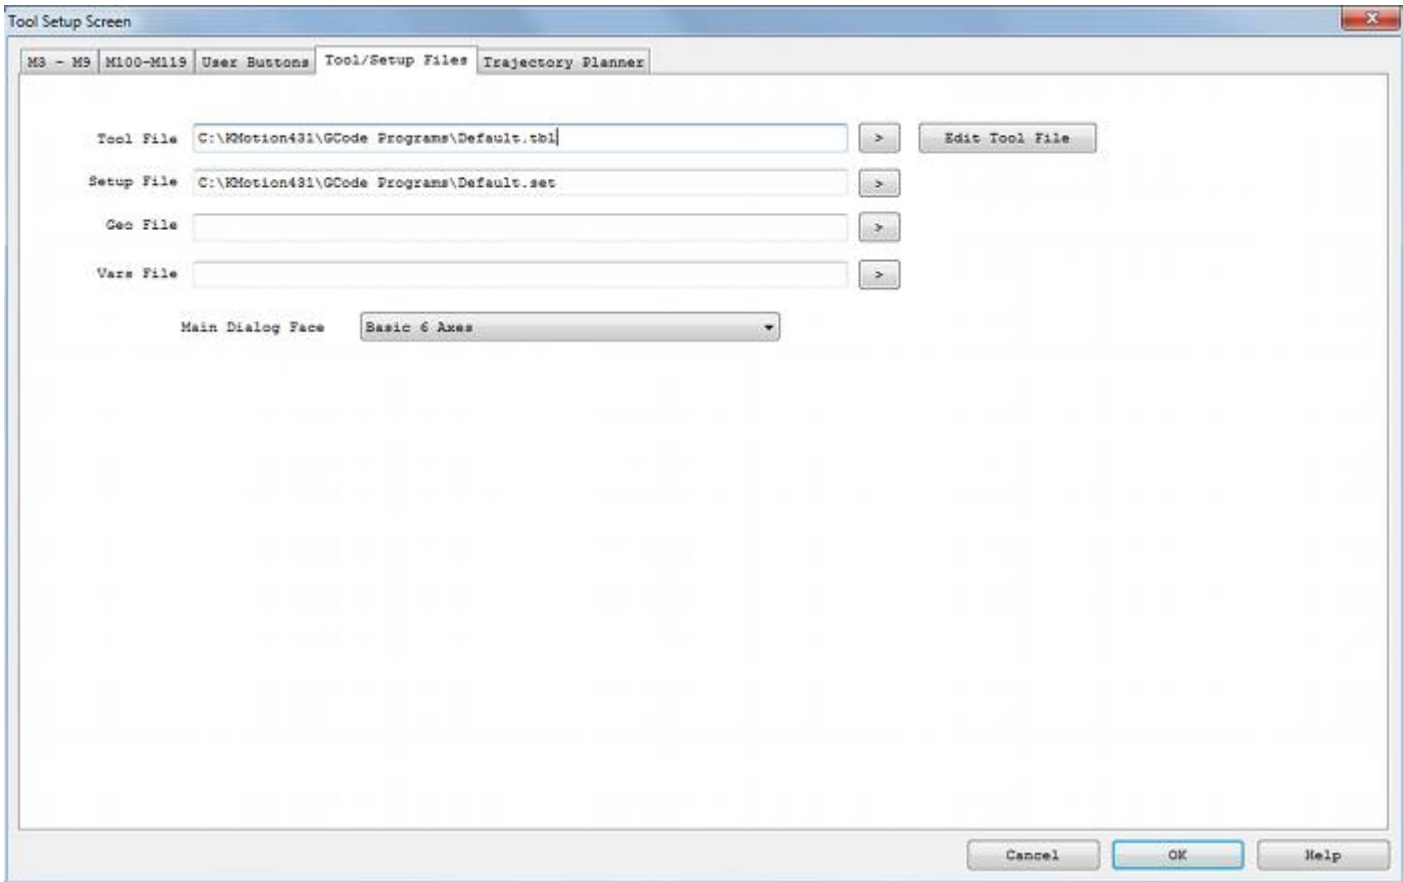 Tool Setup Screen
M3 - M9 M100-M119 User Buttons Tool/Setup Files Trajectory Planner
Tool File C:\KMotion431\GCode Programs\Default.tbl > Edit Tool File
Setup File C:\KMotion431\GCode Programs\Default.set >
Geo File >
Vars File >
Main Dialog Face Basic 6 Axes
Cancel OK Help